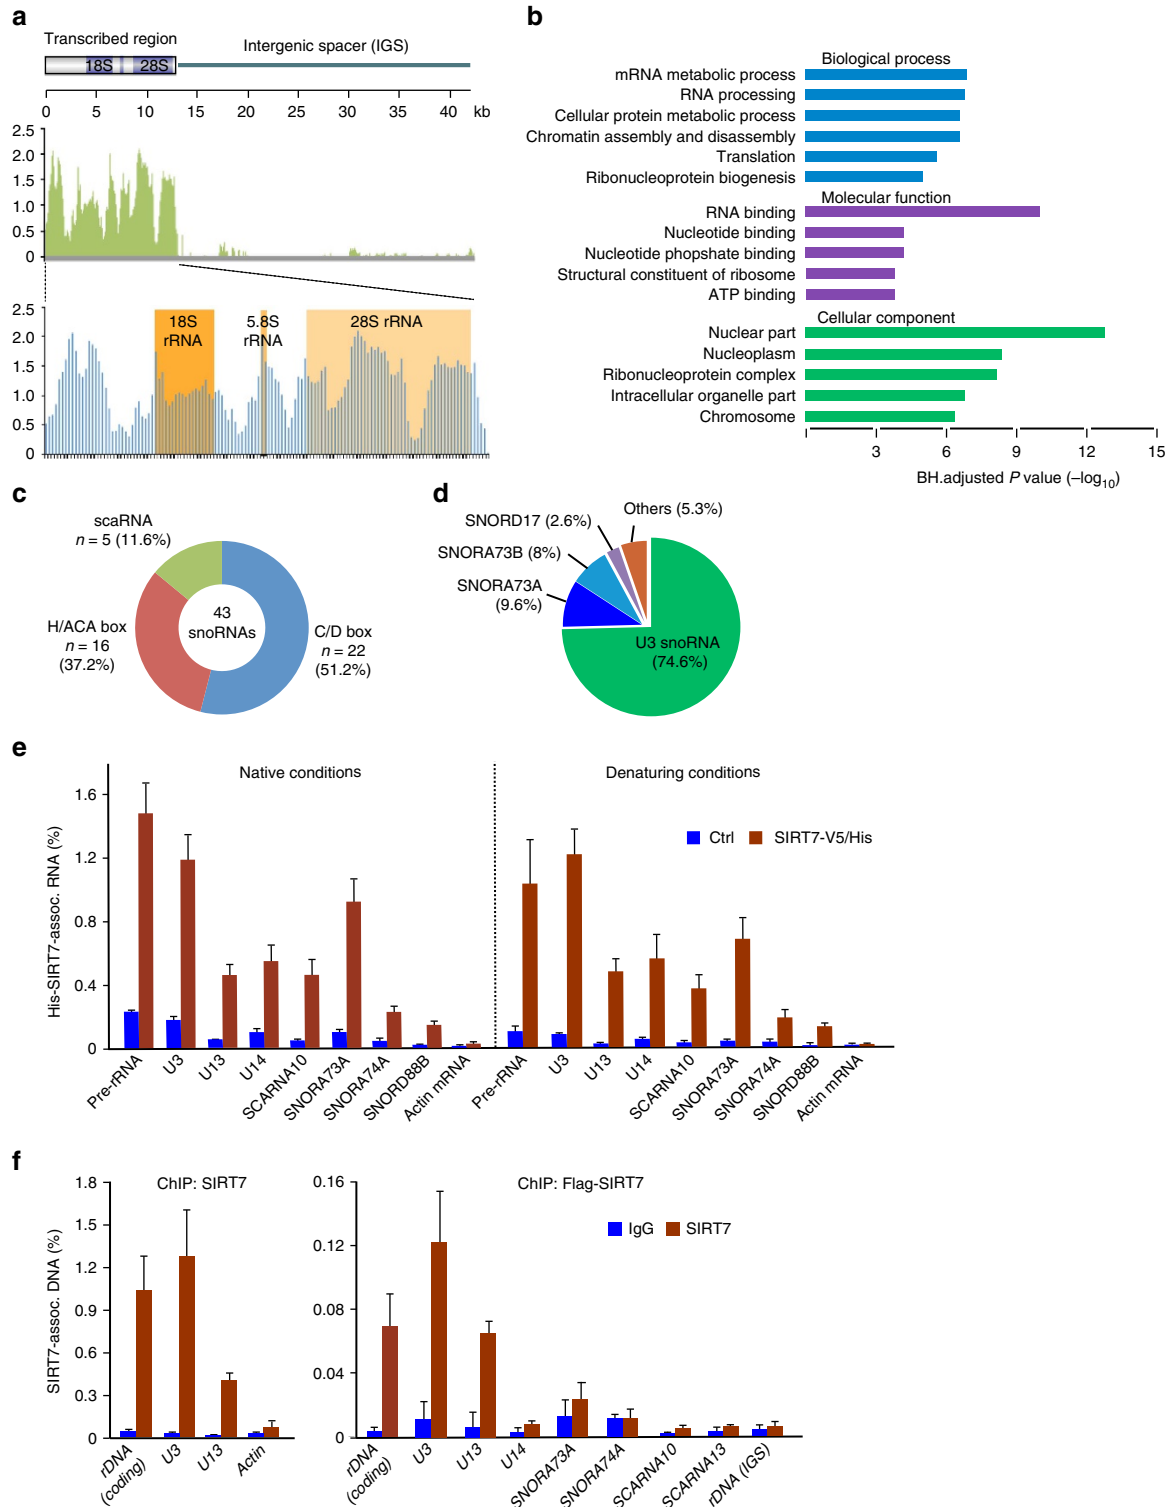 a
Transcribed region
Intergenic spacer (IGS)
18S
28S
0 5 10 15 20 25 30 35 40 kb
2.5
2.0
1.5
1.0
0.5
0
2.5
2.0
1.5
1.0
0.5
0
18S
rRNA
5.8S
rRNA
28S rRNA
b
Biological process
mRNA metabolic process
RNA processing
Cellular protein metabolic process
Chromatin assembly and disassembly
Translation
Ribonucleoprotein biogenesis
Molecular function
RNA binding
Nucleotide binding
Nucleotide phopshate binding
Structural constituent of ribosome
ATP binding
Cellular component
Nuclear part
Nucleoplasm
Ribonucleoprotein complex
Intracellular organelle part
Chromosome
3 6 9 12 15
BH.adjusted P value (–log10)
c
scaRNA
n = 5 (11.6%)
H/ACA box
n = 16
(37.2%)
43
snoRNAs
C/D box
n = 22
(51.2%)
d
SNORD17 (2.6%)
Others (5.3%)
SNORA73B (8%)
SNORA73A
(9.6%)
U3 snoRNA
(74.6%)
e
Native conditions
Denaturing conditions
His-SIRT7-assoc. RNA (%)
1.6
1.2
0.8
0.4
0
Ctrl
SIRT7-V5/His
Pre-rRNA
U3
U13
U14
SCARNA10
SNORA73A
SNORA74A
SNORD88B
Actin mRNA
Pre-rRNA
U3
U13
U14
SCARNA10
SNORA73A
SNORA74A
SNORD88B
Actin mRNA
f
ChIP: SIRT7
SIRT7-assoc. DNA (%)
1.8
1.5
1.2
0.9
0.6
0.3
0
rDNA
(coding)
U3
U13
Actin
ChIP: Flag-SIRT7
0.16
0.12
0.08
0.04
0
IgG
SIRT7
rDNA
(coding)
U3
U13
U14
SNORA73A
SNORA74A
SCARNA10
SCARNA13
rDNA (IGS)